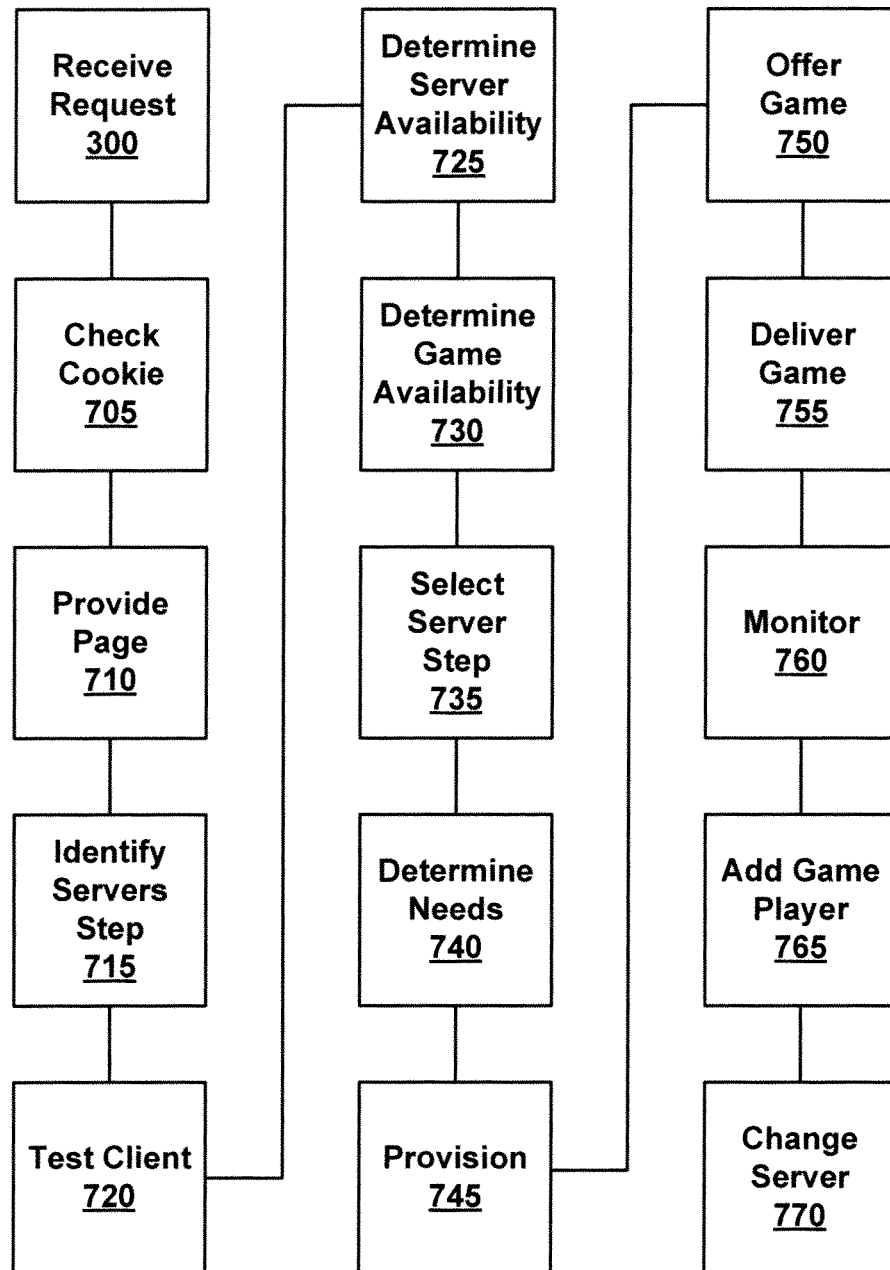 Receive
Request
300
Check
Cookie
705
Provide
Page
710
Identify
Servers
Step
715
Test Client
720
Determine
Server
Availability
725
Determine
Game
Availability
730
Select
Server
Step
735
Determine
Needs
740
Provision
745
Offer
Game
750
Deliver
Game
755
Monitor
760
Add Game
Player
765
Change
Server
770